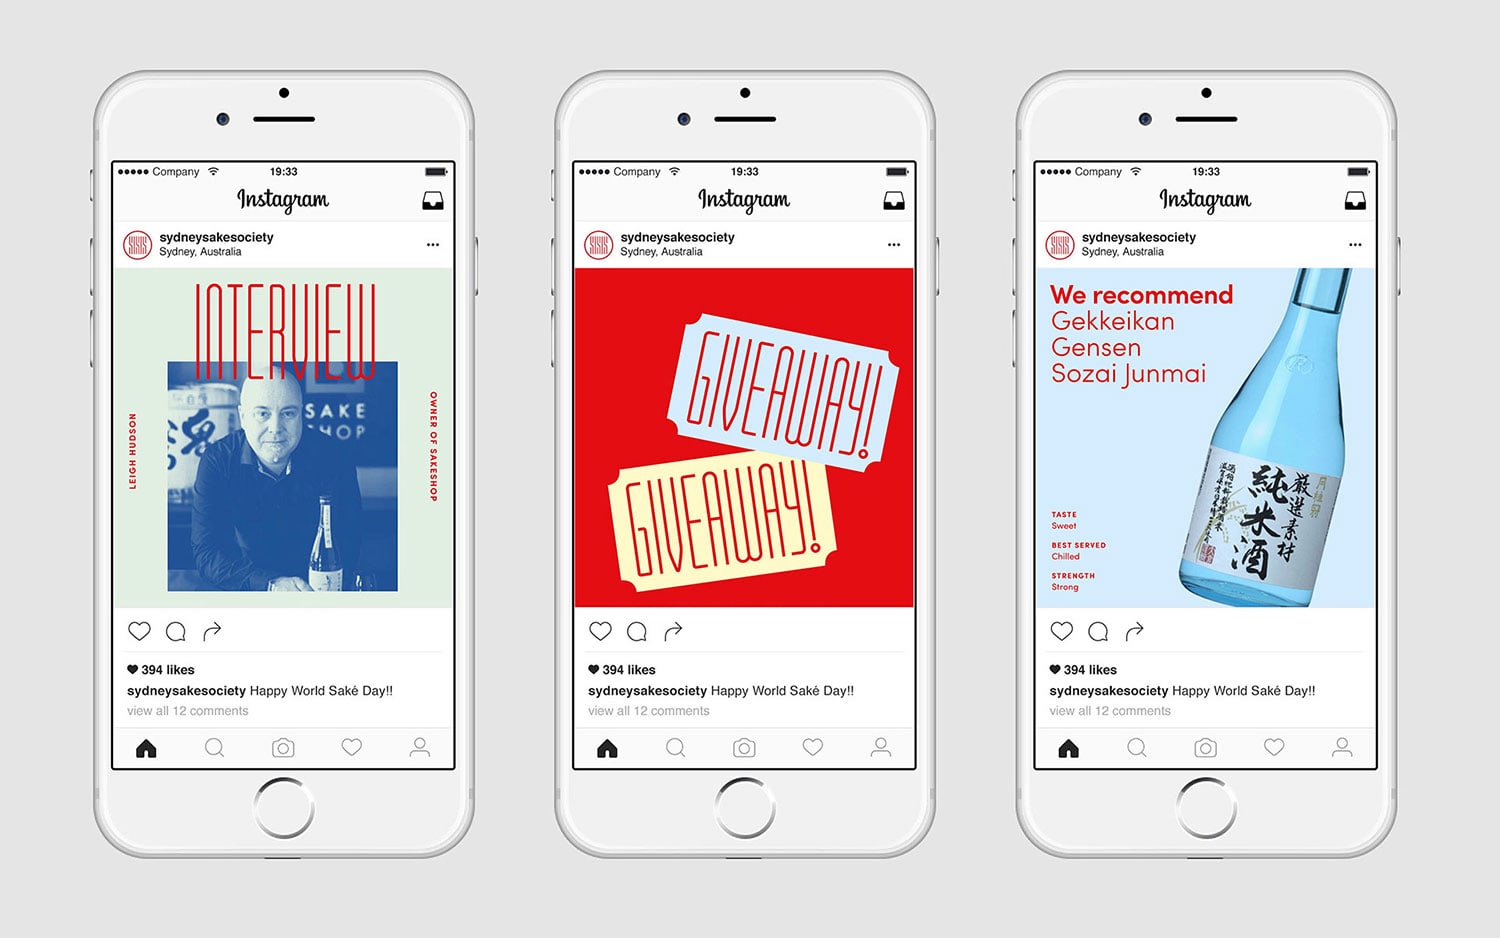 Company
19:33
Instagram
sydneysakesociety
Sydney, Australia
INTERVIEW
SAKE
SHOP
LEIGH HUDSON
OWNER OF SAKESHOP
394 likes
sydneysakesociety Happy World Saké Day!!
view all 12 comments
Company
19:33
Instagram
sydneysakesociety
Sydney, Australia
GIVEAWAY!
GIVEAWAY!
394 likes
sydneysakesociety Happy World Saké Day!!
view all 12 comments
Company
19:33
Instagram
sydneysakesociety
Sydney, Australia
We recommend
Gekkeikan
Gensen
Sozai Junmai
厳選素材
純米酒
TASTE
Sweet
BEST SERVED
Chilled
STRENGTH
Strong
394 likes
sydneysakesociety Happy World Saké Day!!
view all 12 comments